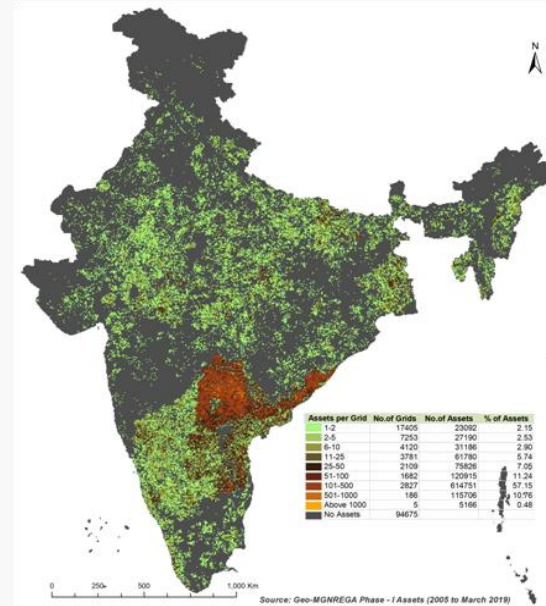 N
Assets per Grid No.of Grids No.of Assets % of Assets
1-2 17405 23092 2.15
2-5 7253 27190 2.53
6-10 4120 31186 2.90
11-25 3781 61780 5.74
25-50 2109 75826 7.05
51-100 1682 120915 11.24
101-500 2827 614751 57.15
501-1000 186 115706 10.76
Above 1000 5 5166 0.48
No Assets 94675
0 250 500 1,000 Km
Source: Geo-MGNREGA Phase - I Assets (2005 to March 2019)